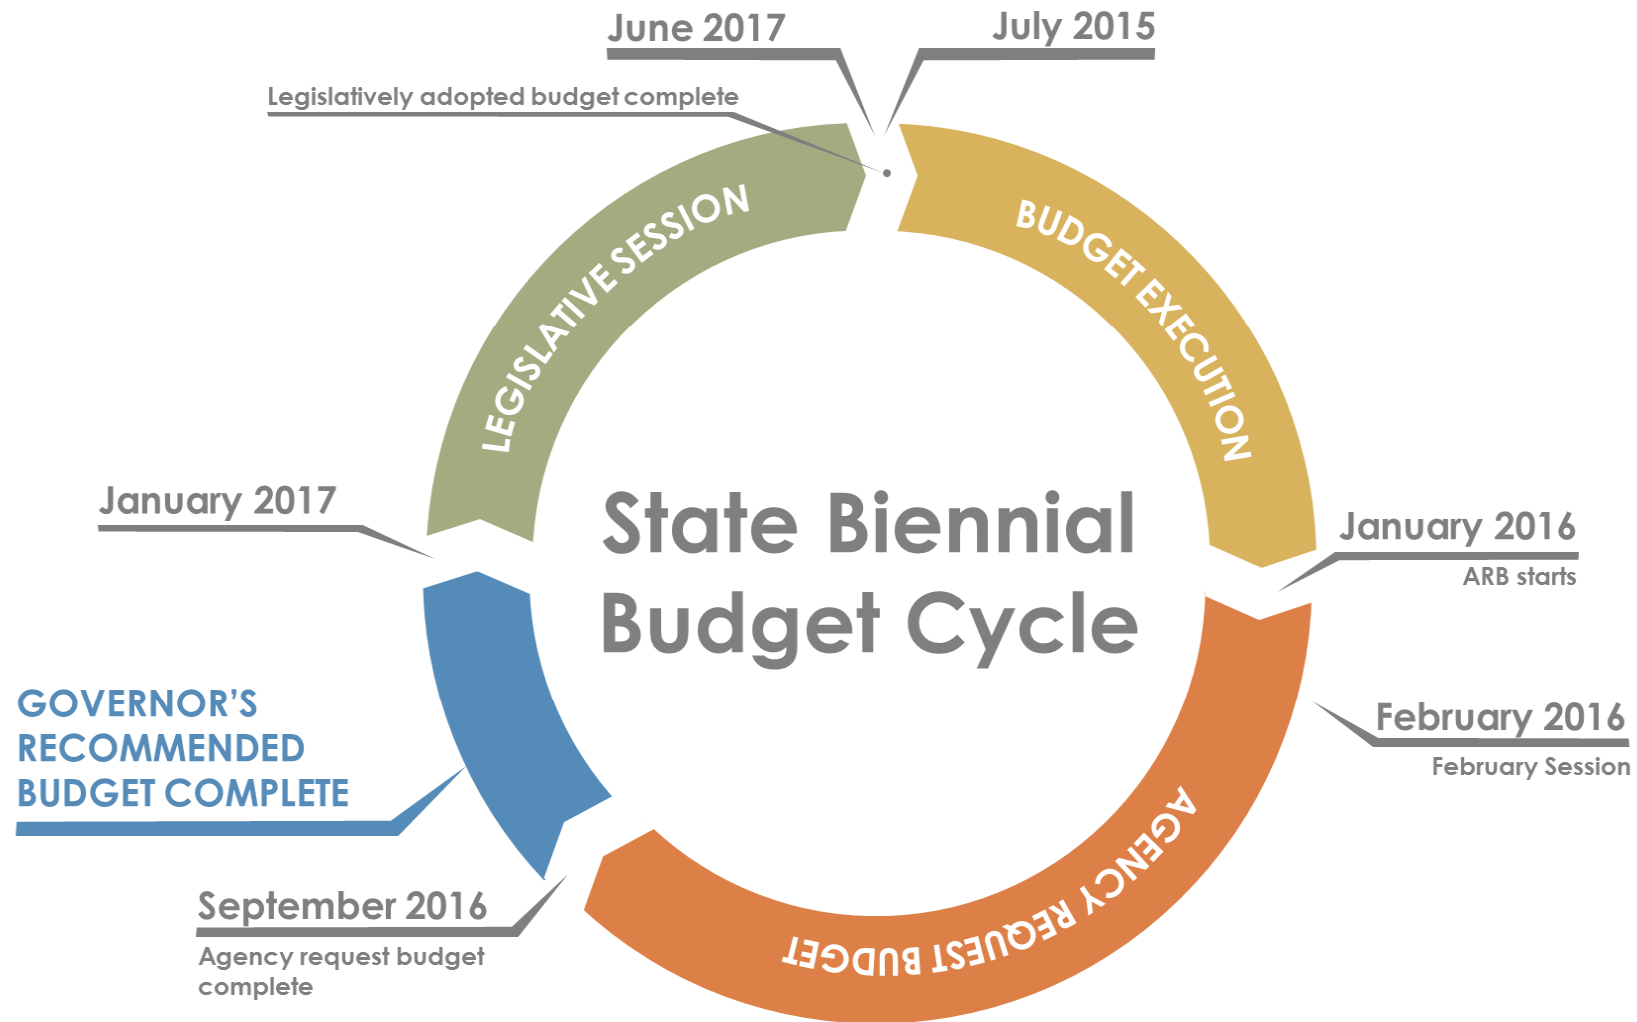 June 2017
July 2015
Legislatively adopted budget complete
LEGISLATIVE SESSION
BUDGET EXECUTION
January 2017
State Biennial
Budget Cycle
January 2016
ARB starts
GOVERNOR’S
RECOMMENDED
BUDGET COMPLETE
February 2016
February Session
AGENCY REQUEST BUDGET
September 2016
Agency request budget
complete